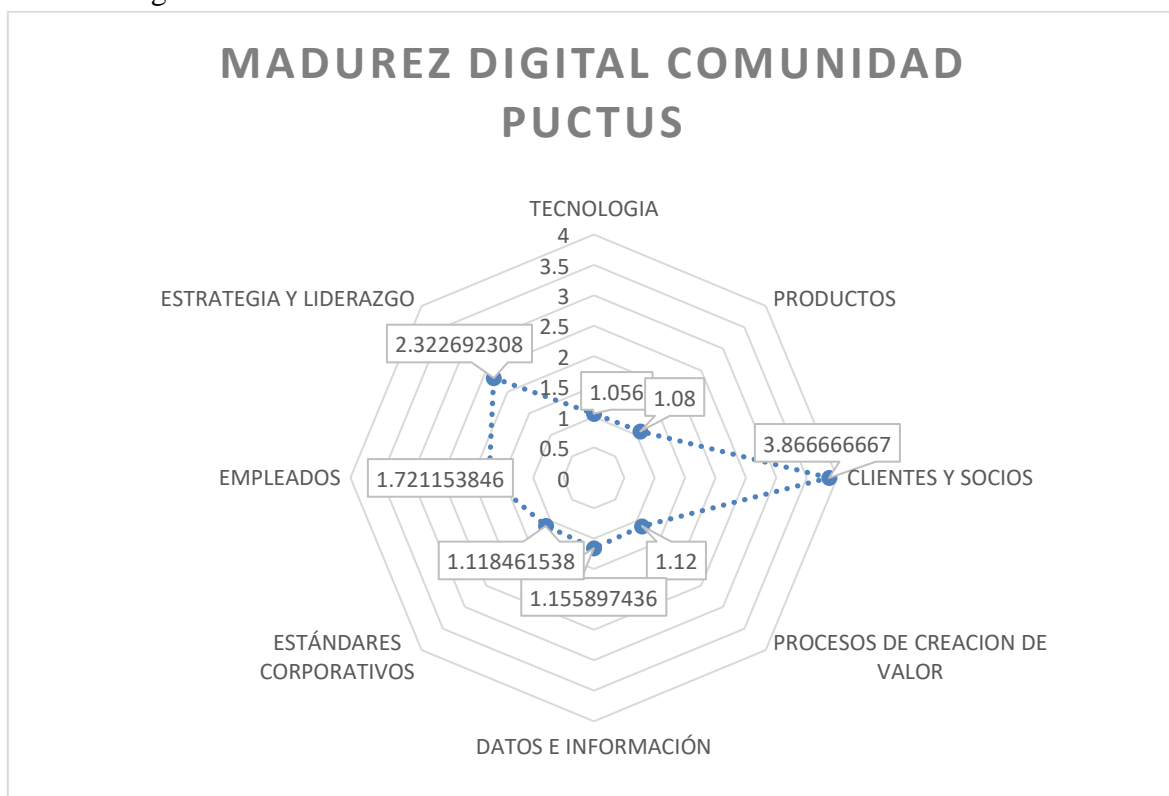 MADUREZ DIGITAL COMUNIDAD
PUCTUS
TECNOLOGIA
4
3.5
3
2.5
2
1.5
1
0.5
0
PRODUCTOS
ESTRATEGIA Y LIDERAZGO
2.322692308
1.056
1.08
3.866666667
EMPLEADOS
1.721153846
CLIENTES Y SOCIOS
1.118461538
1.12
1.155897436
ESTÁNDARES
CORPORATIVOS
PROCESOS DE CREACION DE
VALOR
DATOS E INFORMACIÓN